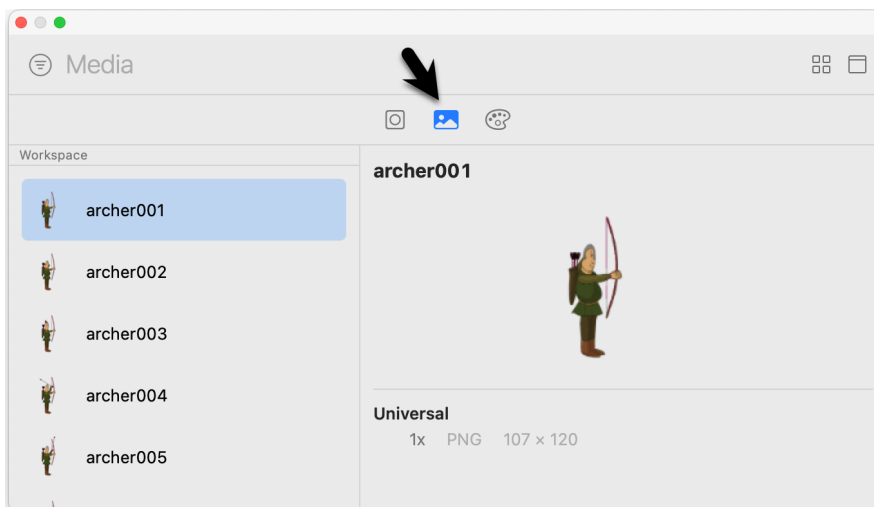 Media
Workspace
archer001
archer002
archer003
archer004
archer005
archer001
Universal
1x PNG 107 × 120